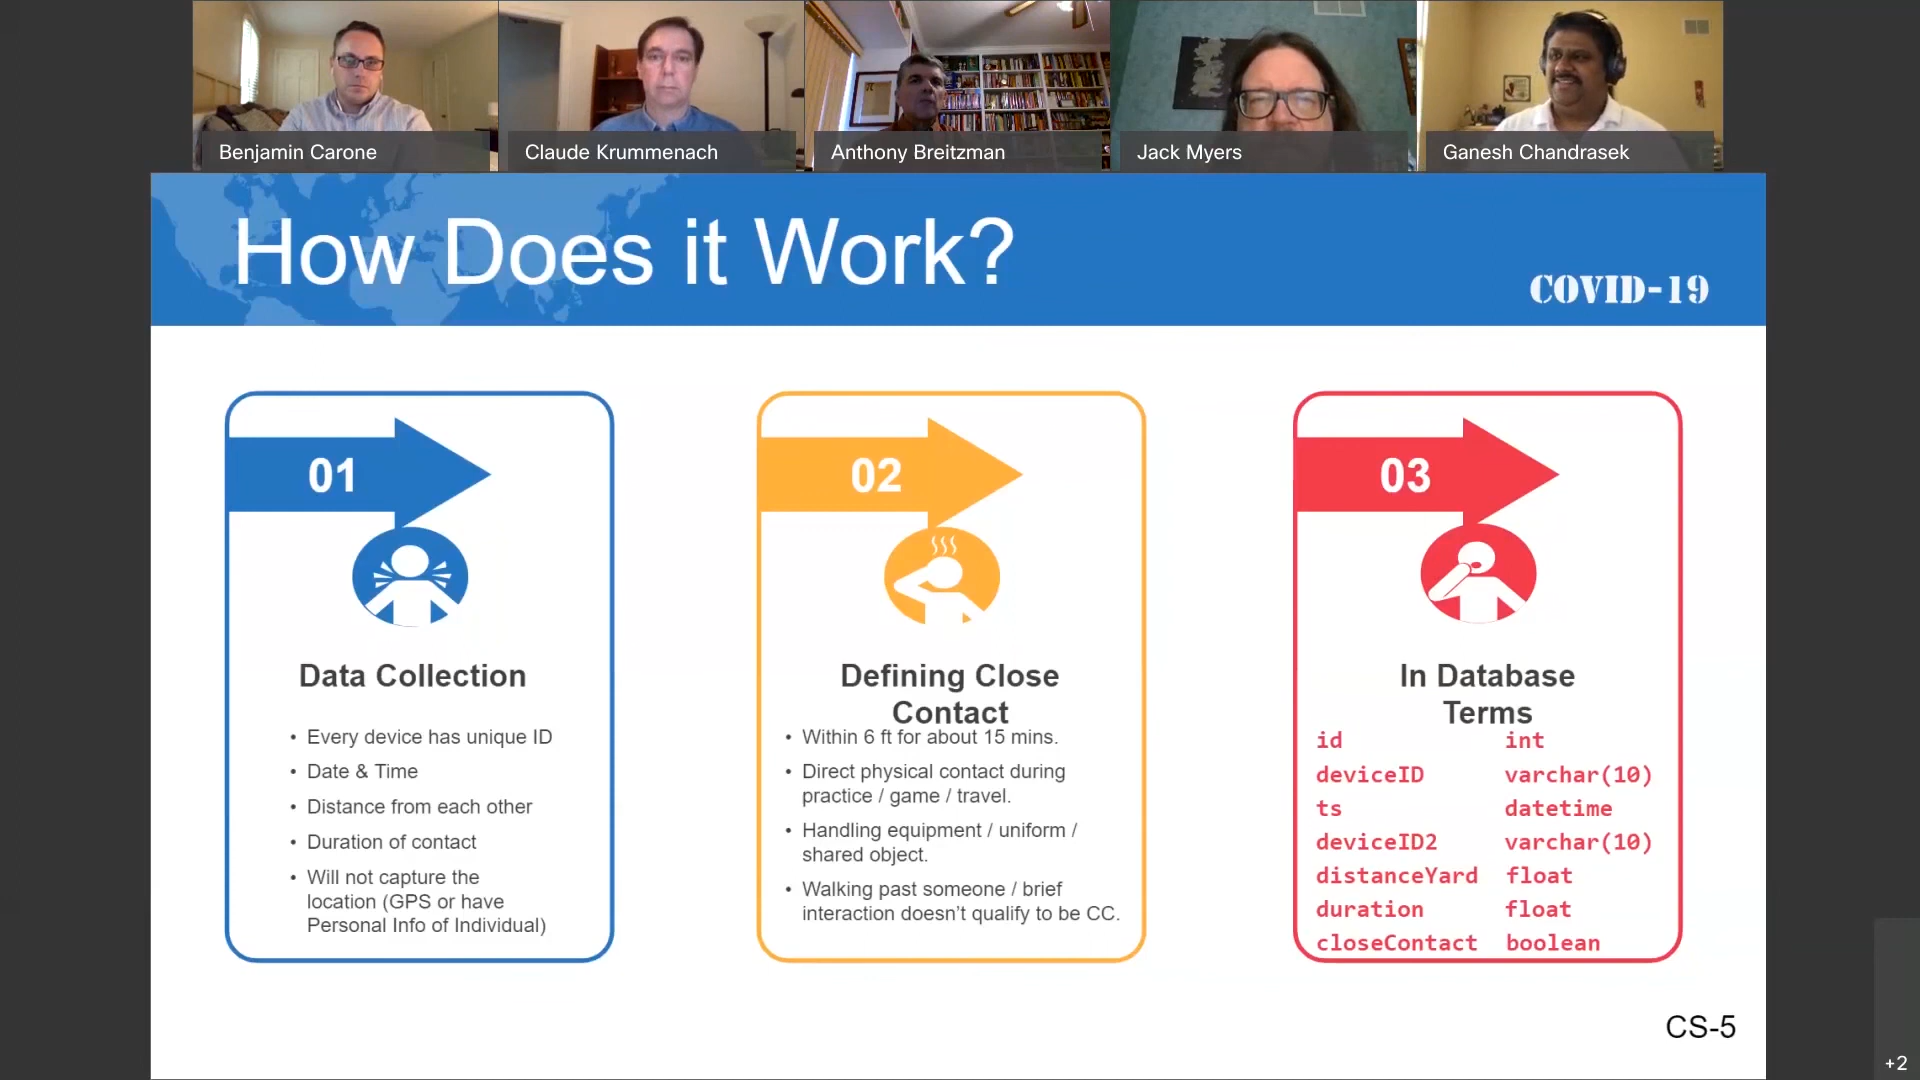 Benjamin Carone
Claude Krummenach
Anthony Breitzman
Jack Myers
Ganesh Chandrasek
How Does it Work?
COVID-19
01
Data Collection
• Every device has unique ID
• Date & Time
• Distance from each other
• Duration of contact
• Will not capture the
location (GPS or have
Personal Info of Individual)
02
Defining Close
Contact
• Within 6 ft for about 15 mins.
• Direct physical contact during
practice / game / travel.
• Handling equipment / uniform /
shared object.
• Walking past someone / brief
interaction doesn’t qualify to be CC.
03
In Database
Terms
id int
deviceID varchar(10)
ts datetime
deviceID2 varchar(10)
distanceYard float
duration float
closeContact boolean
CS-5
+2